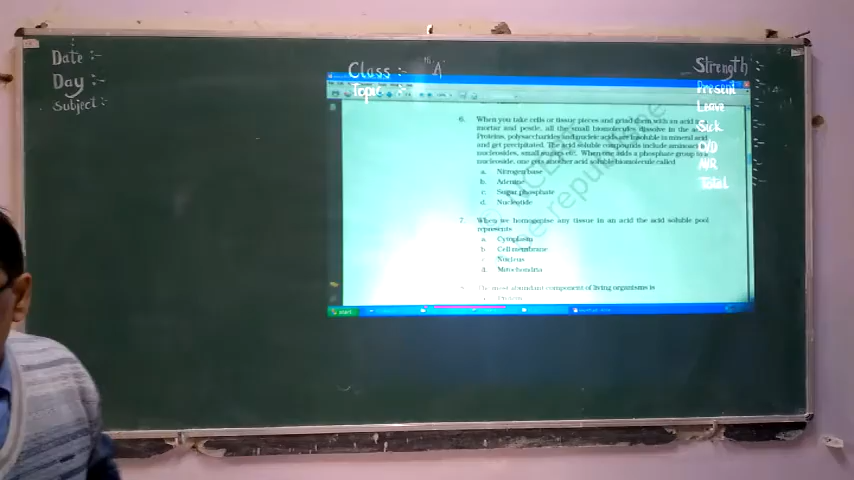 Date :-
Day :-
Subject :-
Class :- "A"
Topic :-
Strength :-
Present
Leave
Sick
Total
6. When you take cells or tissue pieces and grind them with an acid in a
mortar and pestle, all the small biomolecules dissolve in the acid.
Proteins, polysaccharides and nucleic acids are insoluble in mineral acid
and get precipitated. The acid soluble compounds include aminoacids,
nucleosides, small sugars etc. When one adds a phosphate group to a
nucleoside, one gets another acid soluble biomolecule called
a. Nitrogen base
b. Adenine
c. Sugar phosphate
d. Nucleotide
7. When we homogenise any tissue in an acid the acid soluble pool
represents
a. Cytoplasm
b. Cell membrane
c. Nucleus
d. Mitochondria
The most abundant component of living organisms is
Protein
start
be republished